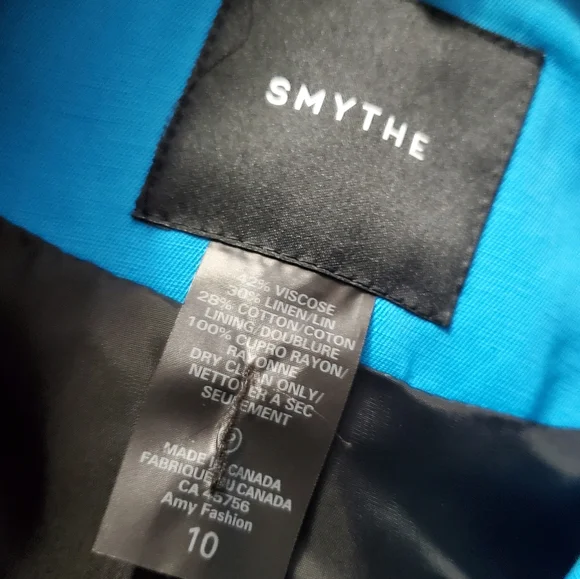 SMYTHE
42% VISCOSE
30% LINEN/LIN
28% COTTON/COTON
LINING/DOUBLURE
100% CUPRO RAYON/
RAYONNE
DRY CLEAN ONLY/
NETTOYER A SEC
SEULEMENT
P
MADE IN CANADA
FABRIQUE AU CANADA
CA 45756
Amy Fashion
10